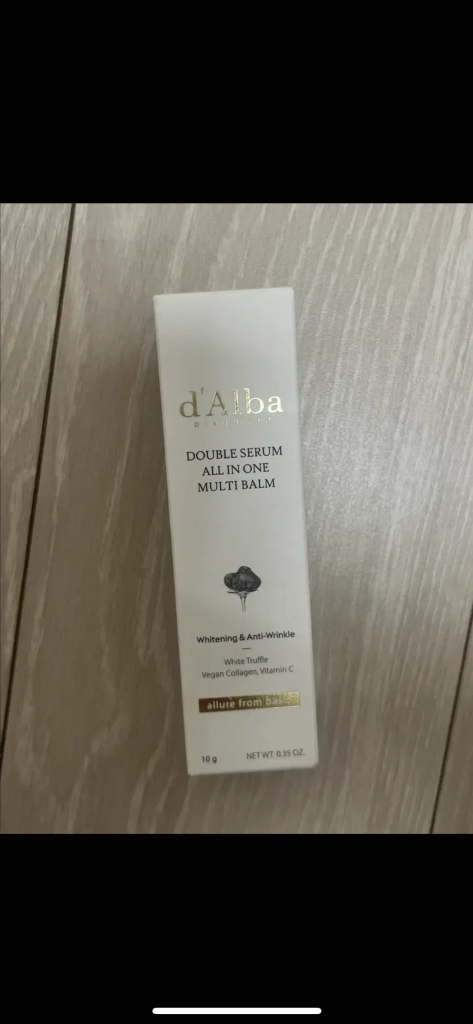 d'Alba
piedmont
DOUBLE SERUM
ALL IN ONE
MULTI BALM
Whitening & Anti-Wrinkle
White Truffle
Vegan Collagen, Vitamin C
allure from basic
10 g NET WT. 0.35 OZ.